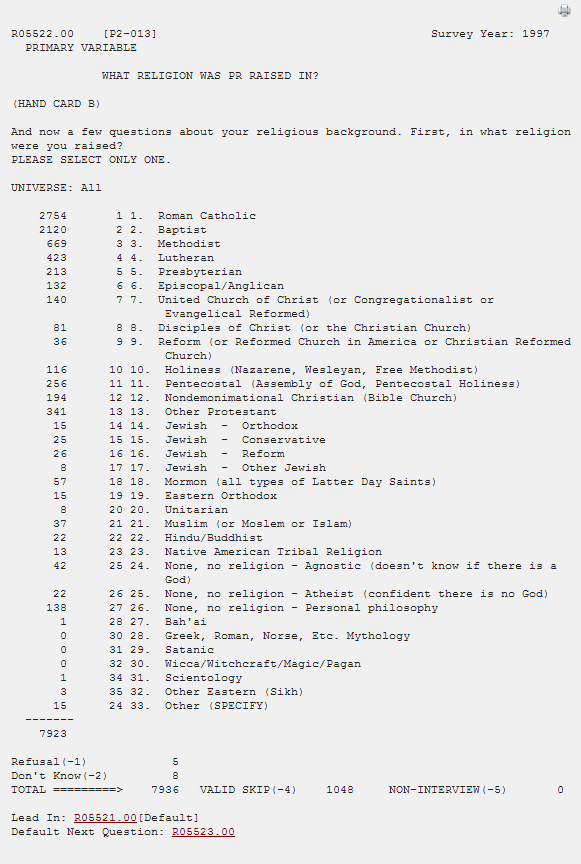 R05522.00    [P2-013]                                       Survey Year: 1997
  PRIMARY VARIABLE
             WHAT RELIGION WAS PR RAISED IN?
(HAND CARD B)
And now a few questions about your religious background. First, in what religion
were you raised?
PLEASE SELECT ONLY ONE.
UNIVERSE: All
    2754       1 1.  Roman Catholic
    2120       2 2.  Baptist
     669       3 3.  Methodist
     423       4 4.  Lutheran
     213       5 5.  Presbyterian
     132       6 6.  Episcopal/Anglican
     140       7 7.  United Church of Christ (or Congregationalist or
                      Evangelical Reformed)
      81       8 8.  Disciples of Christ (or the Christian Church)
      36       9 9.  Reform (or Reformed Church in America or Christian Reformed
                      Church)
     116      10 10.  Holiness (Nazarene, Wesleyan, Free Methodist)
     256      11 11.  Pentecostal (Assembly of God, Pentecostal Holiness)
     194      12 12.  Nondemonimational Christian (Bible Church)
     341      13 13.  Other Protestant
      15      14 14.  Jewish  -  Orthodox
      25      15 15.  Jewish  -  Conservative
      26      16 16.  Jewish  -  Reform
       8      17 17.  Jewish  -  Other Jewish
      57      18 18.  Mormon (all types of Latter Day Saints)
      15      19 19.  Eastern Orthodox
       8      20 20.  Unitarian
      37      21 21.  Muslim (or Moslem or Islam)
      22      22 22.  Hindu/Buddhist
      13      23 23.  Native American Tribal Religion
      42      25 24.  None, no religion - Agnostic (doesn't know if there is a
                      God)
      22      26 25.  None, no religion - Atheist (confident there is no God)
     138      27 26.  None, no religion - Personal philosophy
       1      28 27.  Bah'ai
       0      30 28.  Greek, Roman, Norse, Etc. Mythology
       0      31 29.  Satanic
       0      32 30.  Wicca/Witchcraft/Magic/Pagan
       1      34 31.  Scientology
       3      35 32.  Other Eastern (Sikh)
      15      24 33.  Other (SPECIFY)
  -------
    7923
Refusal(-1)            5
Don't Know(-2)         8
TOTAL =========>    7936   VALID SKIP(-4)    1048     NON-INTERVIEW(-5)       0
Lead In: R05521.00[Default]
Default Next Question: R05523.00